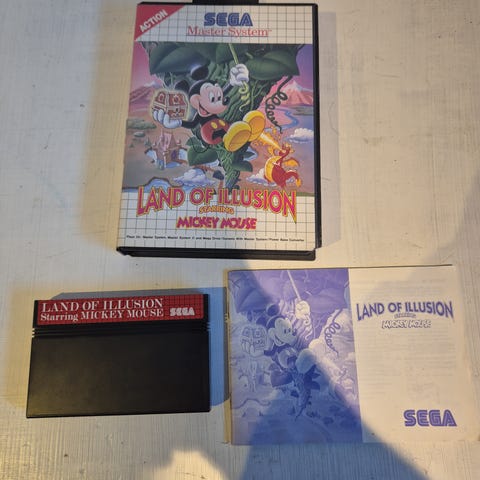 ACTION
SEGA
Master System™
LAND OF ILLUSION
STARRING
MICKEY MOUSE
LAND OF ILLUSION
Starring MICKEY MOUSE SEGA
LAND OF ILLUSION
STARRING
MICKEY MOUSE
SEGA